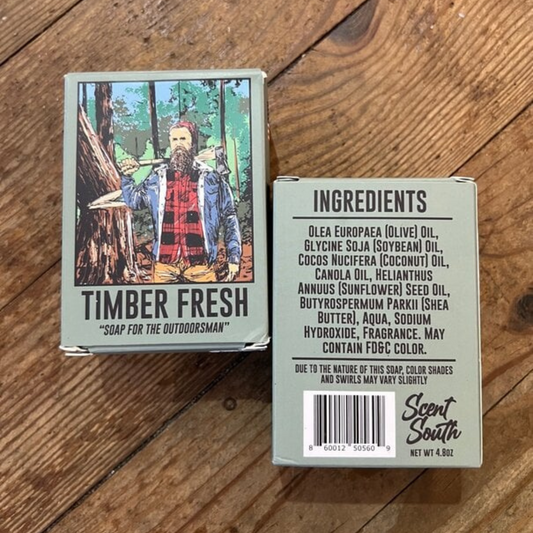 TIMBER FRESH
"SOAP FOR THE OUTDOORSMAN"
INGREDIENTS
OLEA EUROPAEA (OLIVE) OIL,
GLYCINE SOJA (SOYBEAN) OIL,
COCOS NUCIFERA (COCONUT) OIL,
CANOLA OIL, HELIANTHUS
ANNUUS (SUNFLOWER) SEED OIL,
BUTYROSPERMUM PARKII (SHEA
BUTTER), AQUA, SODIUM
HYDROXIDE, FRAGRANCE. MAY
CONTAIN FD&C COLOR.
DUE TO THE NATURE OF THIS SOAP, COLOR SHADES
AND SWIRLS MAY VARY SLIGHTLY
8 60012 50560 9
Scent
South
NET WT 4.8OZ